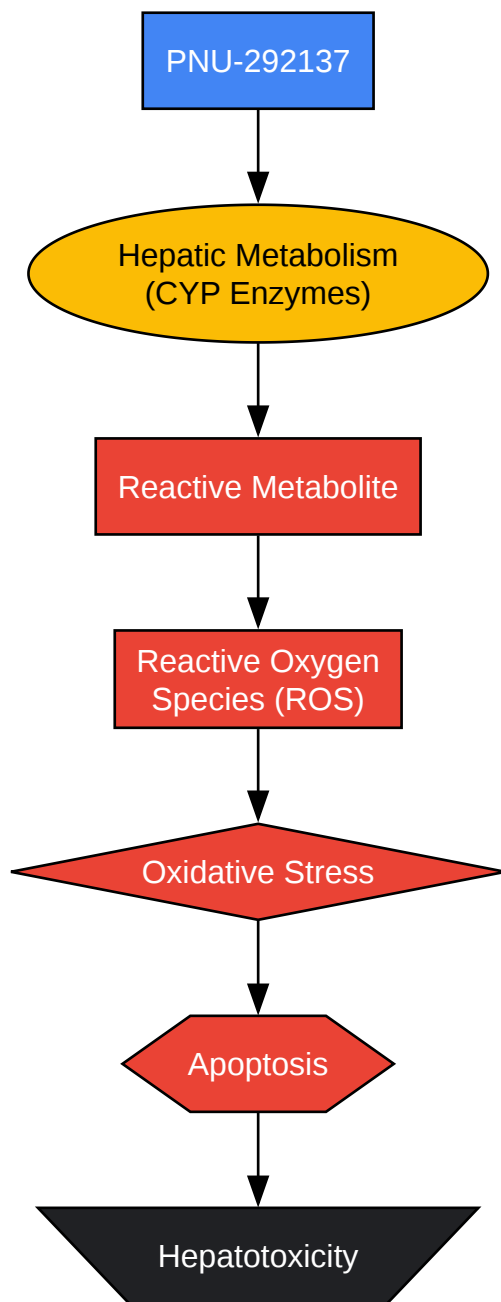 PNU-292137
Hepatic Metabolism
(CYP Enzymes)
Reactive Metabolite
Reactive Oxygen
Species (ROS)
Oxidative Stress
Apoptosis
Hepatotoxicity